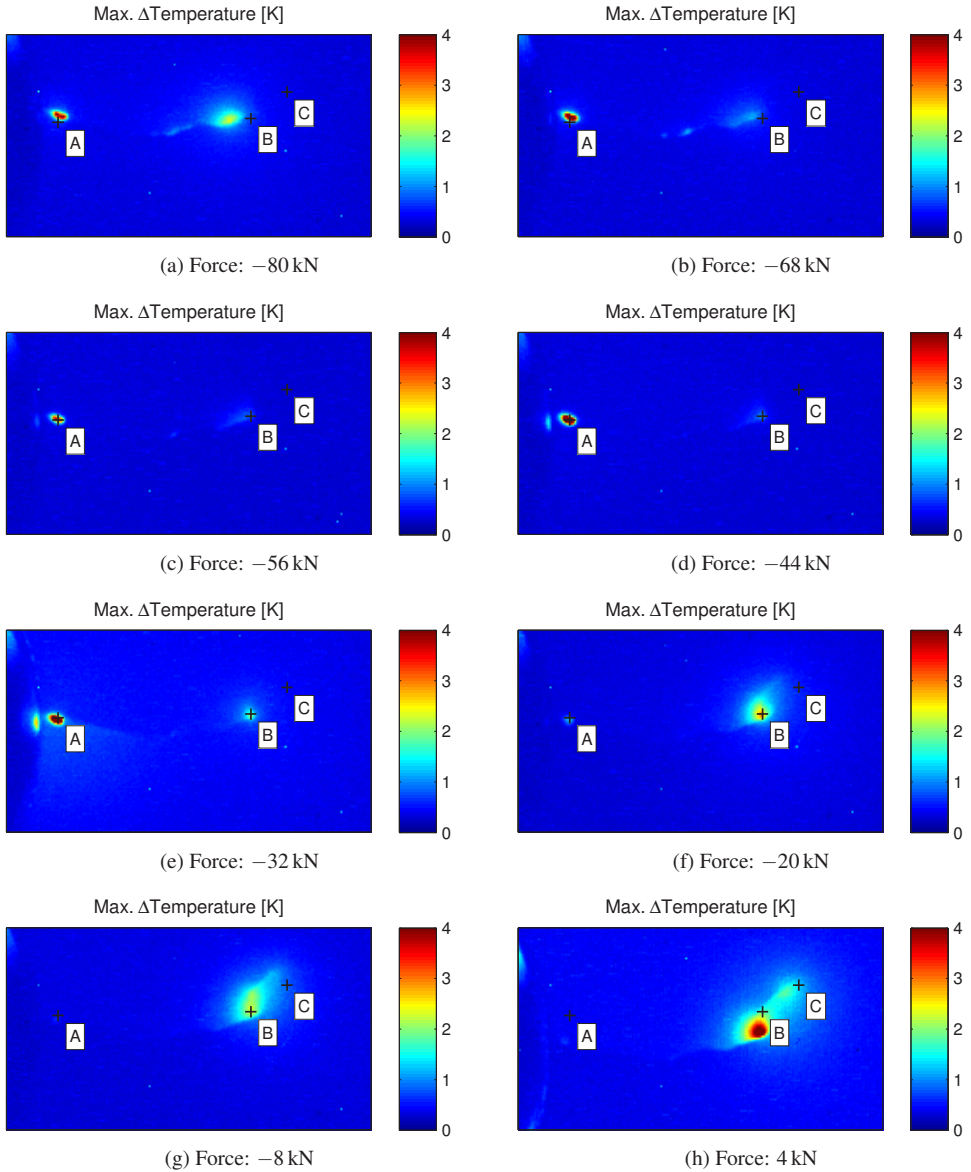 Max. ΔTemperature [K]
Max. ΔTemperature [K]
4
3
2
1
0
A
B
C
4
3
2
1
0
A
B
C
(a) Force: −80 kN
(b) Force: −68 kN
Max. ΔTemperature [K]
Max. ΔTemperature [K]
4
3
2
1
0
A
B
C
4
3
2
1
0
A
B
C
(c) Force: −56 kN
(d) Force: −44 kN
Max. ΔTemperature [K]
Max. ΔTemperature [K]
4
3
2
1
0
A
B
C
4
3
2
1
0
A
B
C
(e) Force: −32 kN
(f) Force: −20 kN
Max. ΔTemperature [K]
Max. ΔTemperature [K]
4
3
2
1
0
A
B
C
4
3
2
1
0
A
B
C
(g) Force: −8 kN
(h) Force: 4 kN